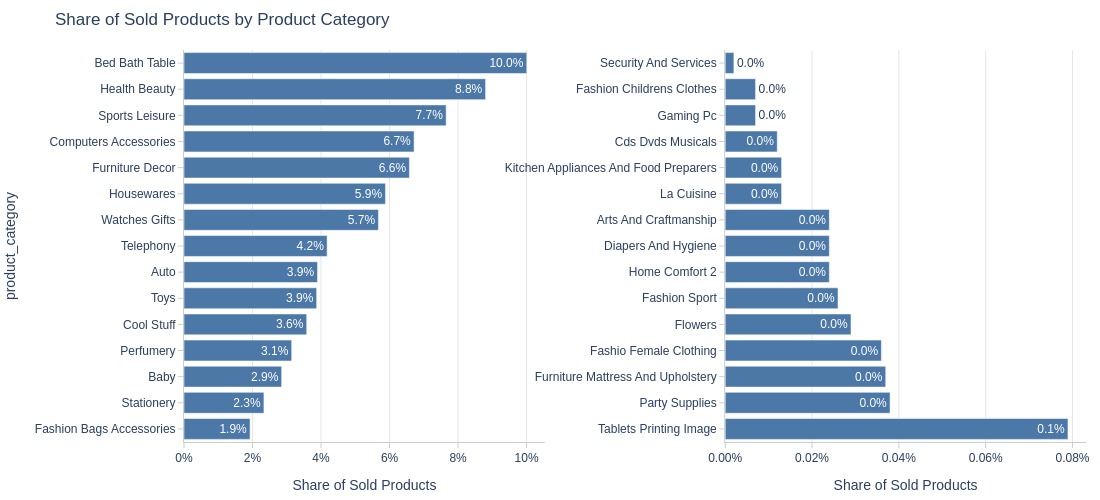 Share of Sold Products by Product Category
product_category
Bed Bath Table 10.0%
Health Beauty 8.8%
Sports Leisure 7.7%
Computers Accessories 6.7%
Furniture Decor 6.6%
Housewares 5.9%
Watches Gifts 5.7%
Telephony 4.2%
Auto 3.9%
Toys 3.9%
Cool Stuff 3.6%
Perfumery 3.1%
Baby 2.9%
Stationery 2.3%
Fashion Bags Accessories 1.9%
0% 2% 4% 6% 8% 10%
Share of Sold Products
Security And Services 0.0%
Fashion Childrens Clothes 0.0%
Gaming Pc 0.0%
Cds Dvds Musicals 0.0%
Kitchen Appliances And Food Preparers 0.0%
La Cuisine 0.0%
Arts And Craftmanship 0.0%
Diapers And Hygiene 0.0%
Home Comfort 2 0.0%
Fashion Sport 0.0%
Flowers 0.0%
Fashio Female Clothing 0.0%
Furniture Mattress And Upholstery 0.0%
Party Supplies 0.0%
Tablets Printing Image 0.1%
0.00% 0.02% 0.04% 0.06% 0.08%
Share of Sold Products